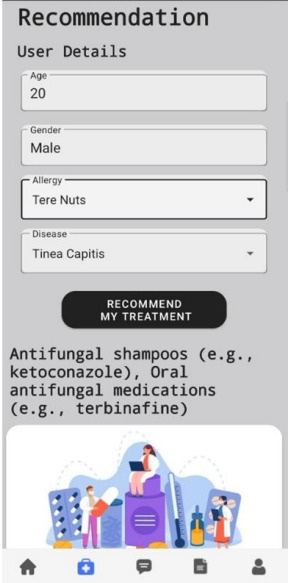 Recommendation
User Details
Age
20
Gender
Male
Allergy
Tere Nuts
Disease
Tinea Capitis
RECOMMEND
MY TREATMENT
Antifungal shampoos (e.g.,
ketoconazole), Oral
antifungal medications
(e.g., terbinafine)